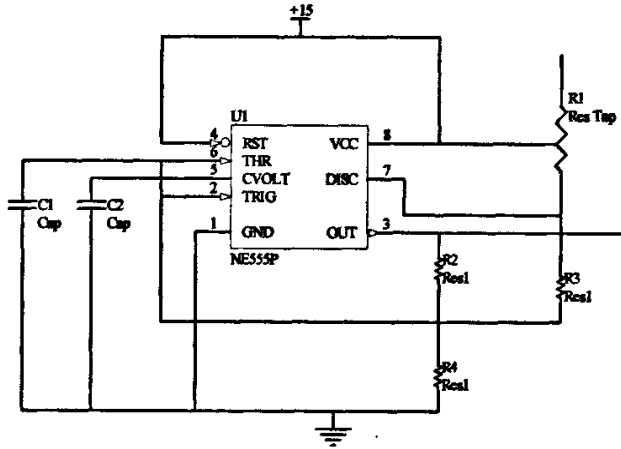 +15
R1
Res Tap
U1
4
RST
VCC
8
6
THR
5
CVOLT
DISC
7
2
TRIG
C1
Cap
C2
Cap
1
GND
OUT
3
NE555P
R2
Res1
R3
Res1
R4
Res1